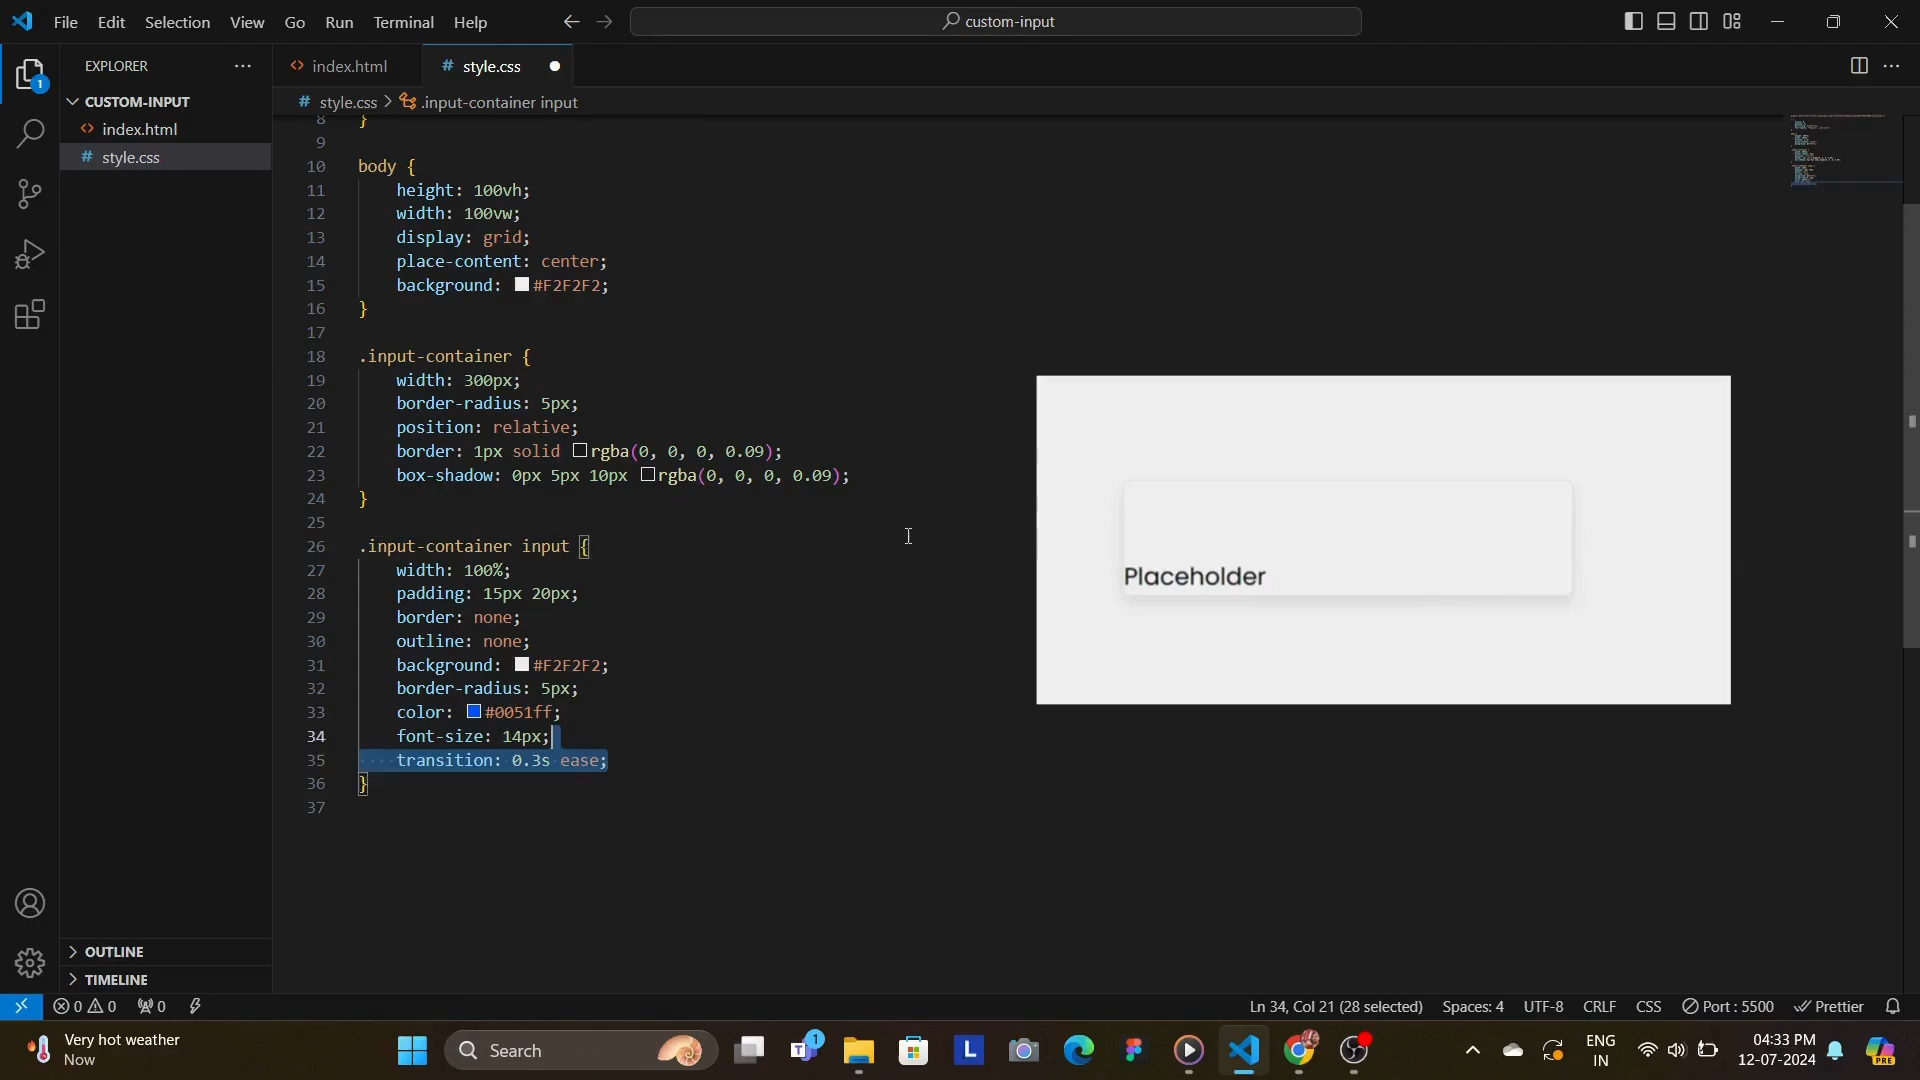 File Edit Selection View Go Run Terminal Help
custom-input
EXPLORER
CUSTOM-INPUT
index.html
style.css
1
index.html
style.css
style.css > .input-container input
8 }
9
10 body {
11 height: 100vh;
12 width: 100vw;
13 display: grid;
14 place-content: center;
15 background: #F2F2F2;
16 }
17
18 .input-container {
19 width: 300px;
20 border-radius: 5px;
21 position: relative;
22 border: 1px solid rgba(0, 0, 0, 0.09);
23 box-shadow: 0px 5px 10px rgba(0, 0, 0, 0.09);
24 }
25
26 .input-container input {
27 width: 100%;
28 padding: 15px 20px;
29 border: none;
30 outline: none;
31 background: #F2F2F2;
32 border-radius: 5px;
33 color: #0051ff;
34 font-size: 14px;
35 transition: 0.3s ease;
36 }
37
Placeholder
OUTLINE
TIMELINE
0 0 0
Ln 34, Col 21 (28 selected) Spaces: 4 UTF-8 CRLF CSS Port : 5500 Prettier
Very hot weather
Now
Search
1
L
ENG
IN
04:33 PM
12-07-2024
PRE